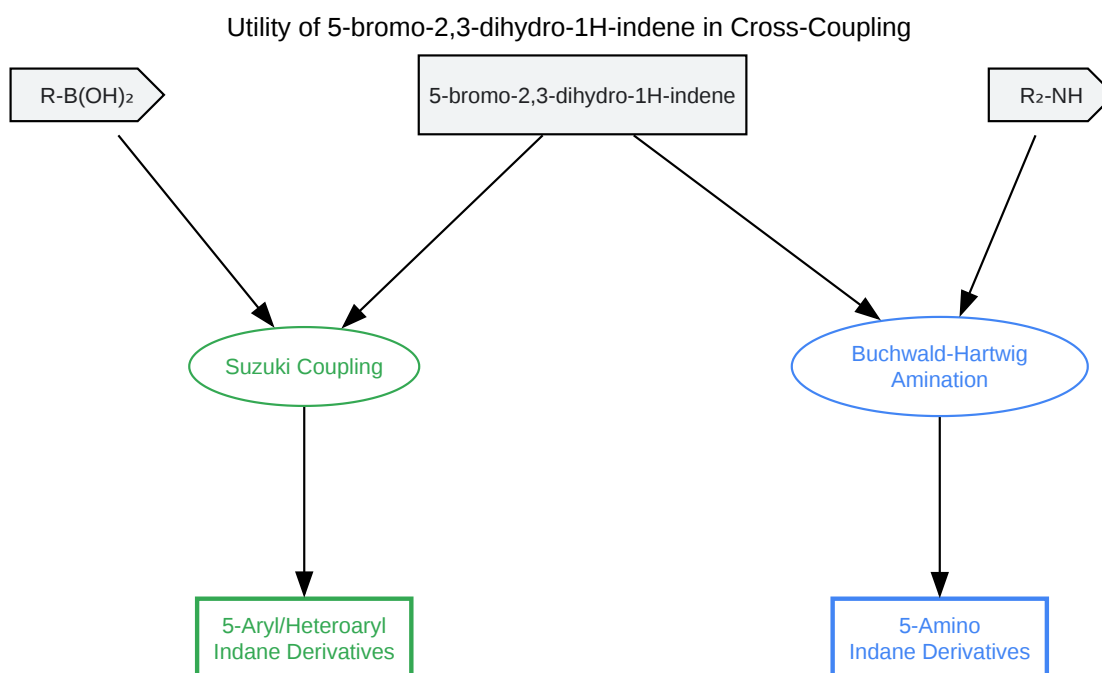 Utility of 5-bromo-2,3-dihydro-1H-indene in Cross-Coupling
R-B(OH)₂
5-bromo-2,3-dihydro-1H-indene
R₂-NH
Suzuki Coupling
Buchwald-Hartwig
Amination
5-Aryl/Heteroaryl
Indane Derivatives
5-Amino
Indane Derivatives